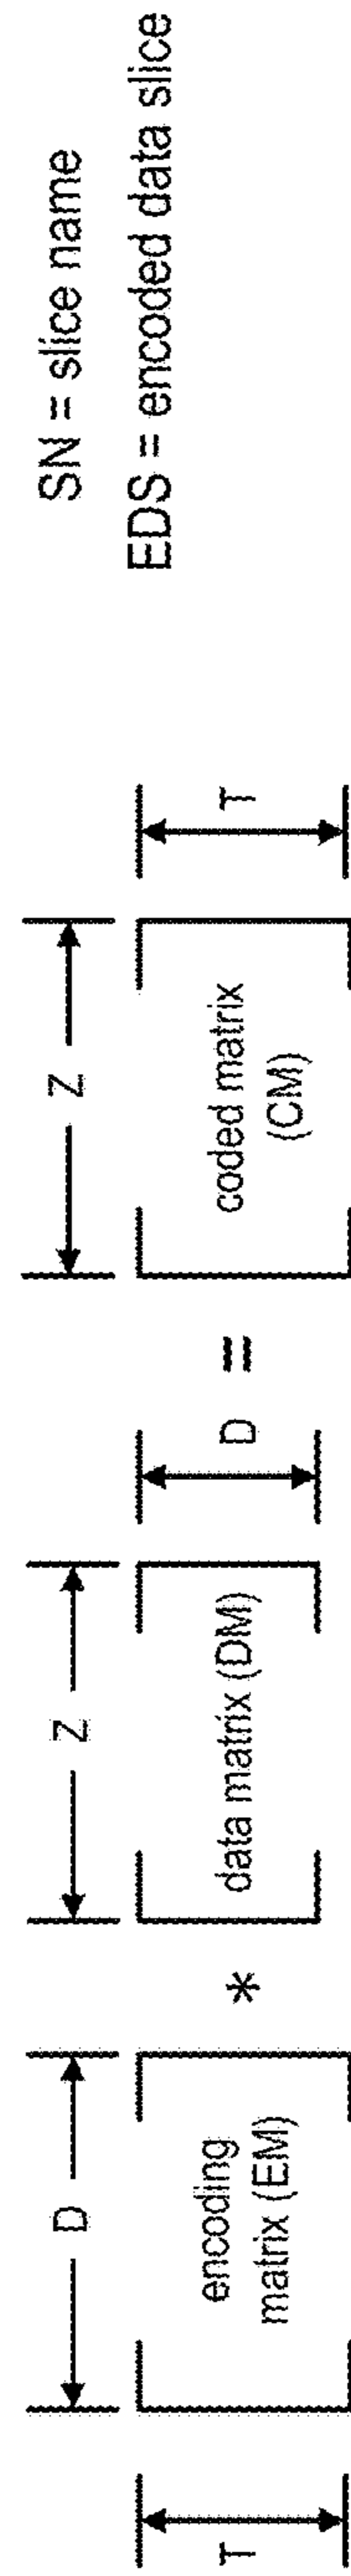 SN = slice name
EDS = encoded data slice
D
Z
Z
T
encoding
matrix (EM)
*
data matrix (DM)
D
=
coded matrix
(CM)
T